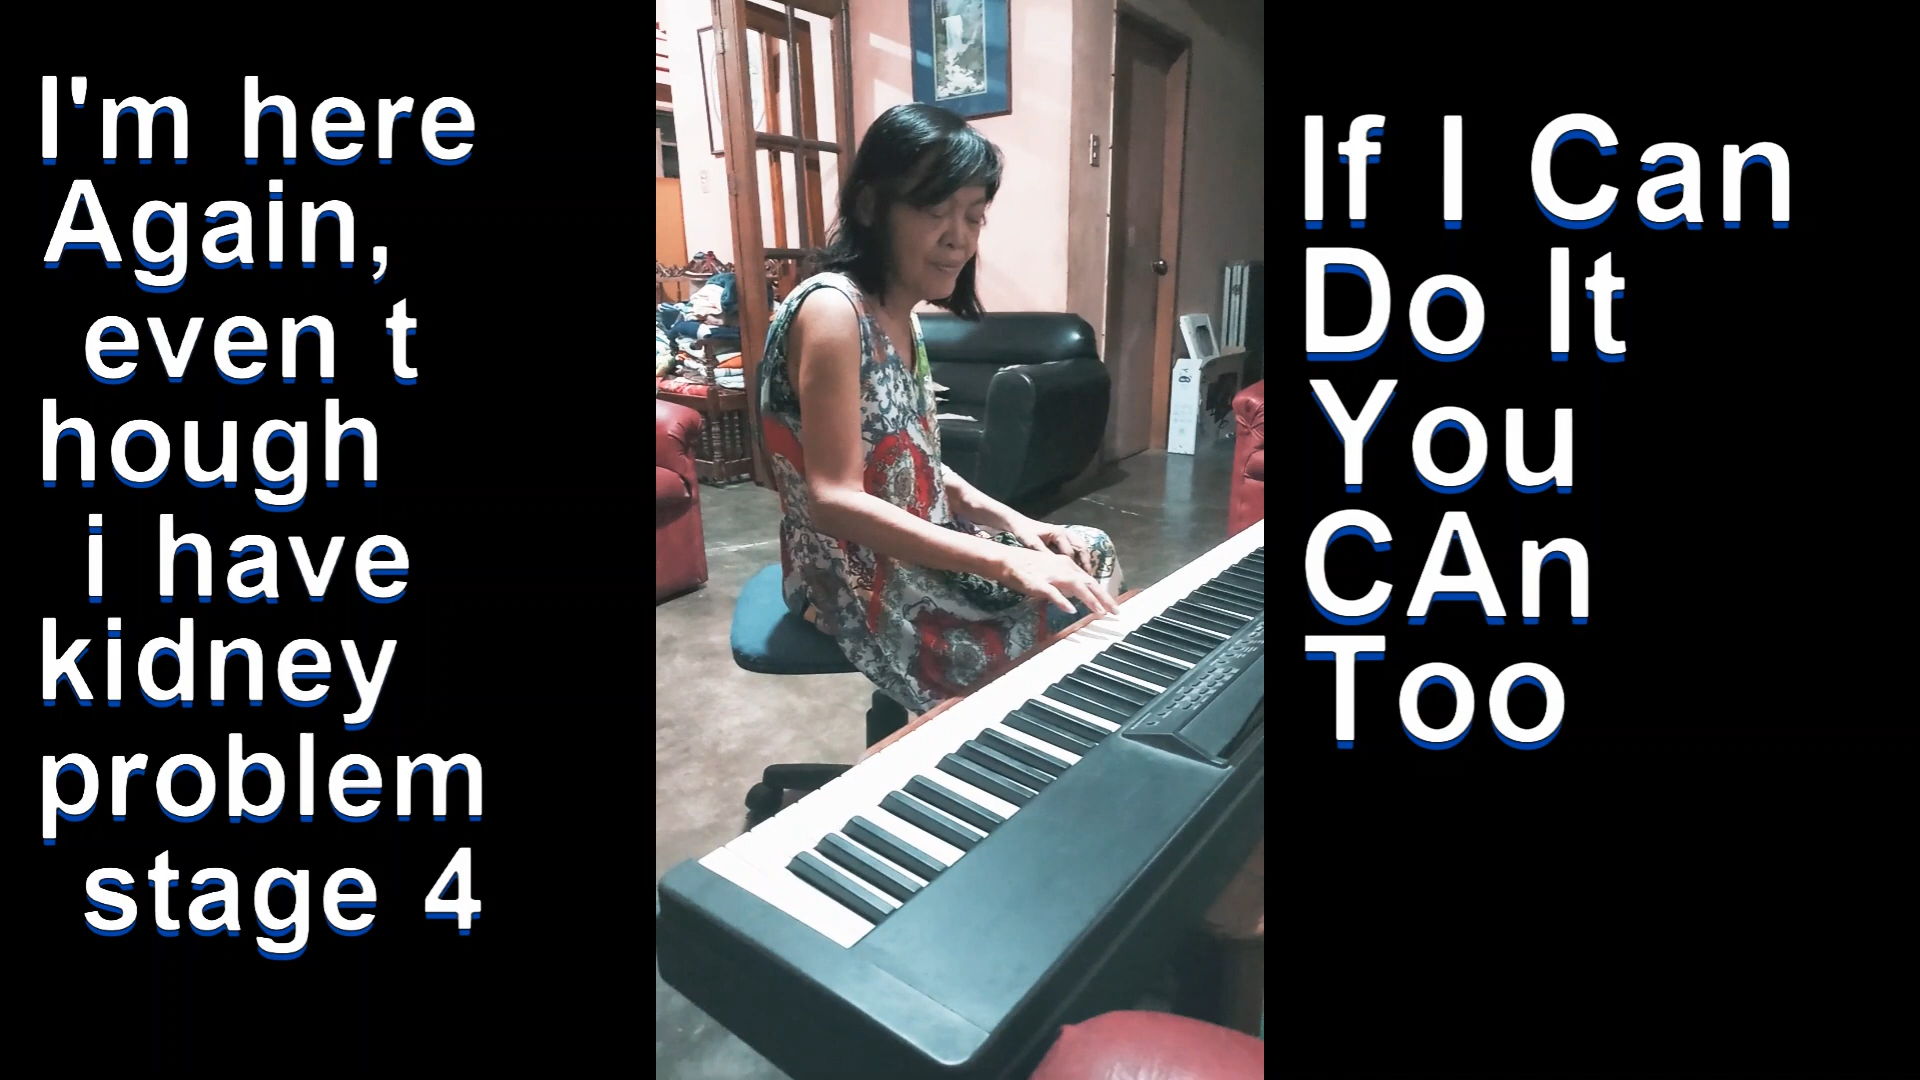 I'm here
Again,
even t
hough
i have
kidney
problem
stage 4
If I Can
Do It
You
CAn
Too